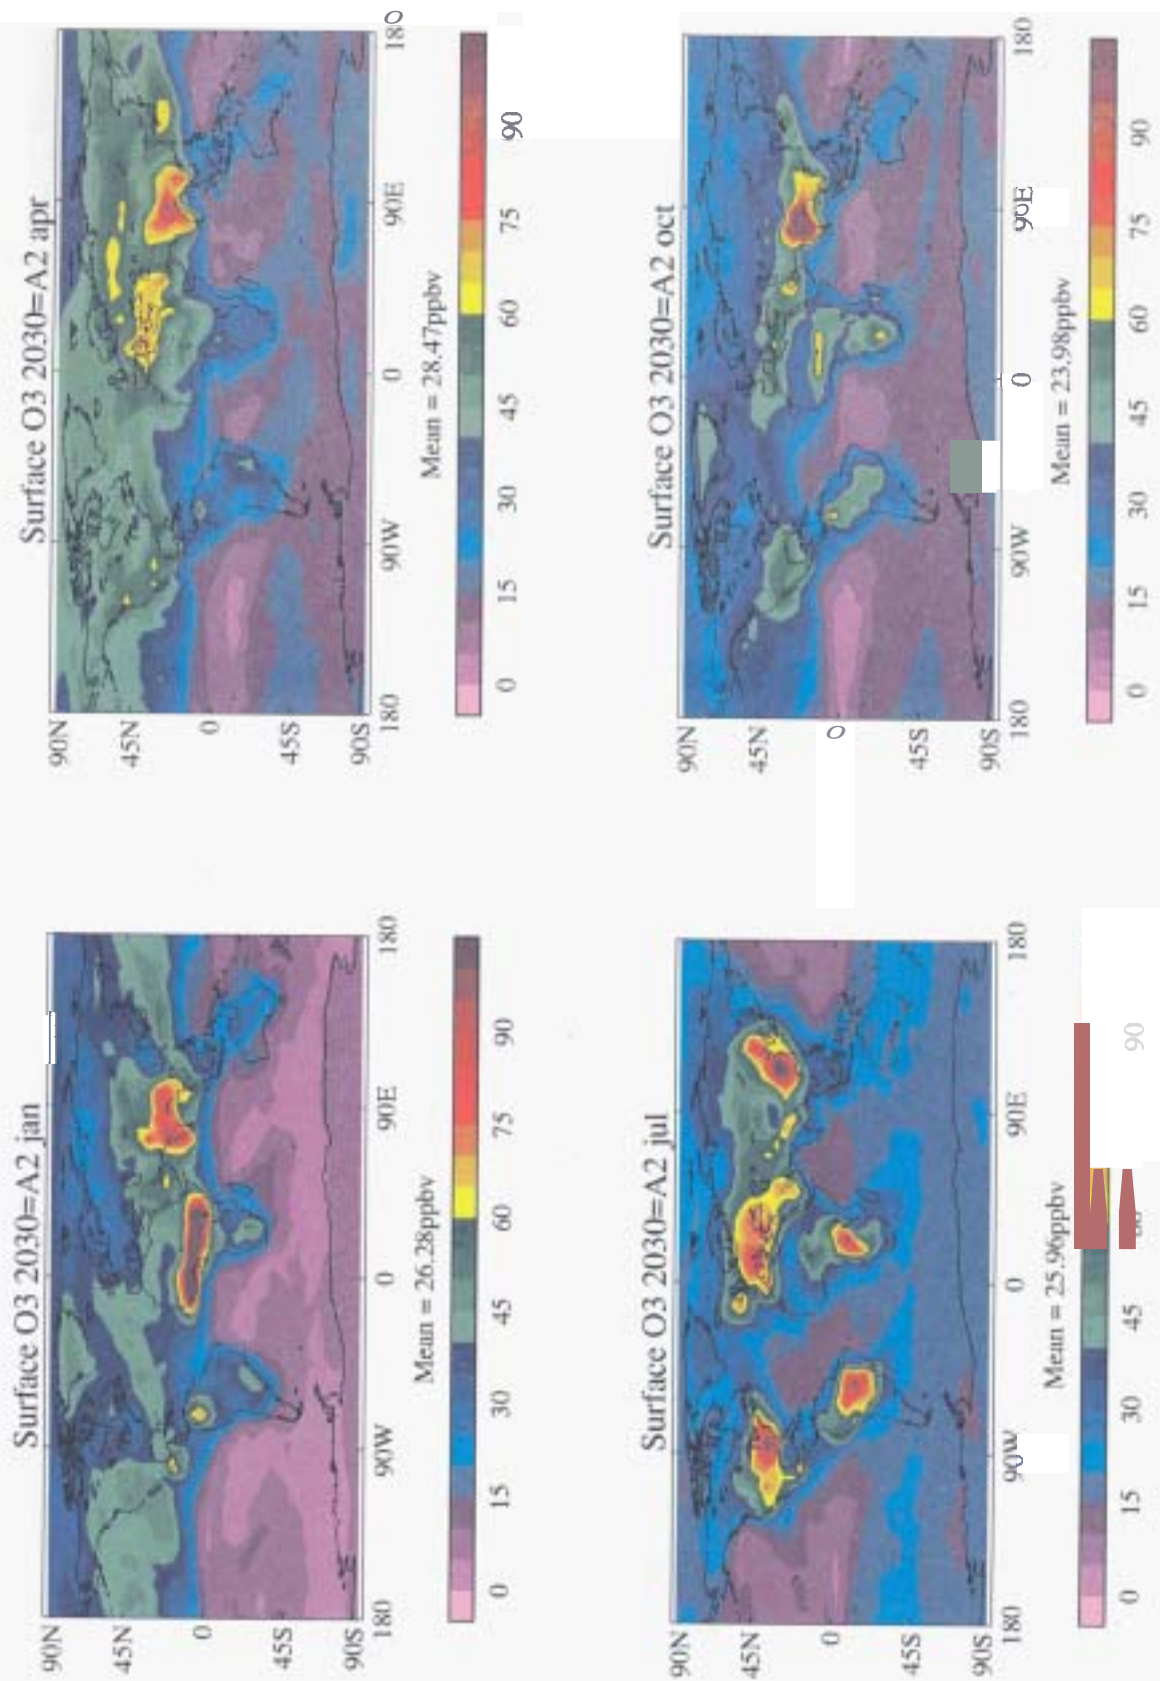 Surface O3 2030=A2 jan
90N
45N
0
45S
90S
180
90W
0
90E
180
Mean = 26.28ppbv
0
15
30
45
60
75
90
Surface O3 2030=A2 apr
90N
45N
0
45S
90S
180
90W
0
90E
180
Mean = 28.47ppbv
0
15
30
45
60
75
90
Surface O3 2030=A2 jul
90N
45N
0
45S
90S
180
90W
0
90E
180
Mean = 25.96ppbv
0
15
30
45
90
Surface O3 2030=A2 oct
90N
45N
0
45S
90S
180
90W
0
90E
180
Mean = 23.98ppbv
0
15
30
45
60
75
90